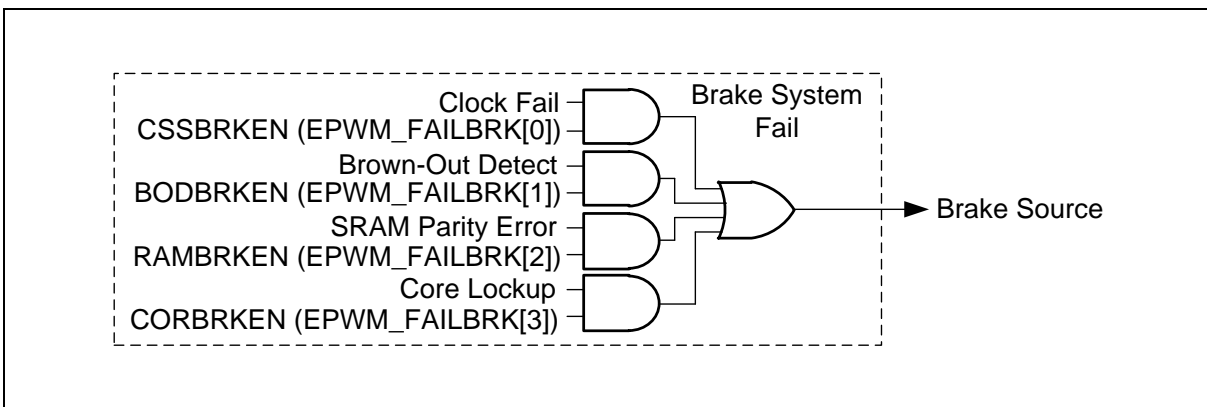 Clock Fail
CSSBRKEN (EPWM_FAILBRK[0])
Brown-Out Detect
BODBRKEN (EPWM_FAILBRK[1])
SRAM Parity Error
RAMBRKEN (EPWM_FAILBRK[2])
Core Lockup
CORBRKEN (EPWM_FAILBRK[3])
Brake System
Fail
Brake Source